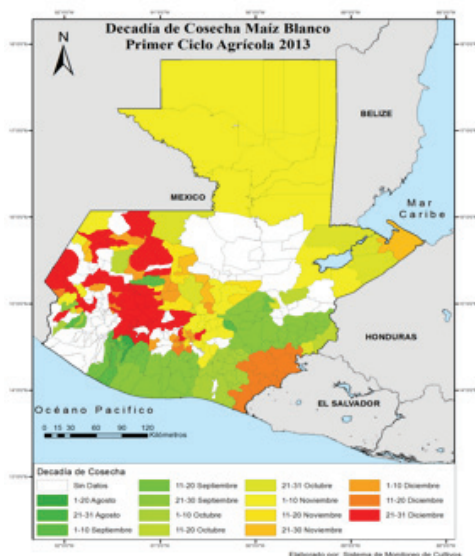 Decadía de Cosecha Maíz Blanco
Primer Ciclo Agrícola 2013
N
BELIZE
MEXICO
Mar
Caribe
HONDURAS
EL SALVADOR
Océano Pacífico
0 15 30 60 90 120
Kilómetros
Decadía de Cosecha
Sin Datos
1-20 Agosto
21-31 Agosto
1-10 Septiembre
11-20 Septiembre
21-30 Septiembre
1-10 Octubre
11-20 Octubre
21-31 Octubre
1-10 Noviembre
11-20 Noviembre
21-30 Noviembre
1-10 Diciembre
11-20 Diciembre
21-31 Diciembre
Elaborado por: Sistema de Monitoreo de Cultivos